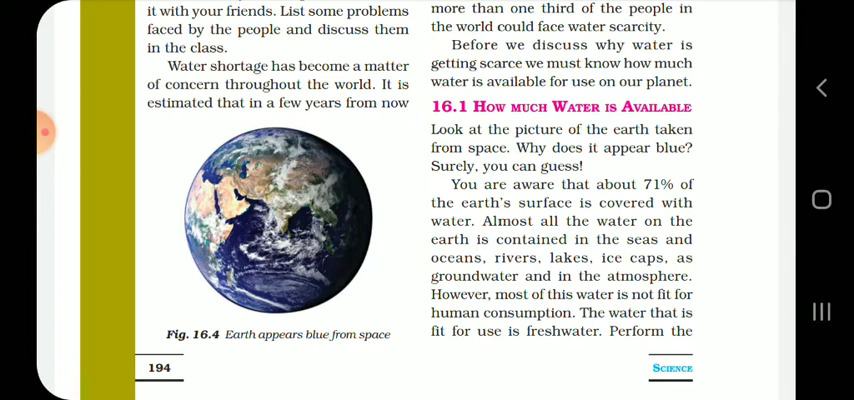 it with your friends. List some problems
faced by the people and discuss them
in the class.
Water shortage has become a matter
of concern throughout the world. It is
estimated that in a few years from now
Fig. 16.4 Earth appears blue from space
194
more than one third of the people in
the world could face water scarcity.
Before we discuss why water is
getting scarce we must know how much
water is available for use on our planet.
16.1 HOW MUCH WATER IS AVAILABLE
Look at the picture of the earth taken
from space. Why does it appear blue?
Surely, you can guess!
You are aware that about 71% of
the earth's surface is covered with
water. Almost all the water on the
earth is contained in the seas and
oceans, rivers, lakes, ice caps, as
groundwater and in the atmosphere.
However, most of this water is not fit for
human consumption. The water that is
fit for use is freshwater. Perform the
SCIENCE